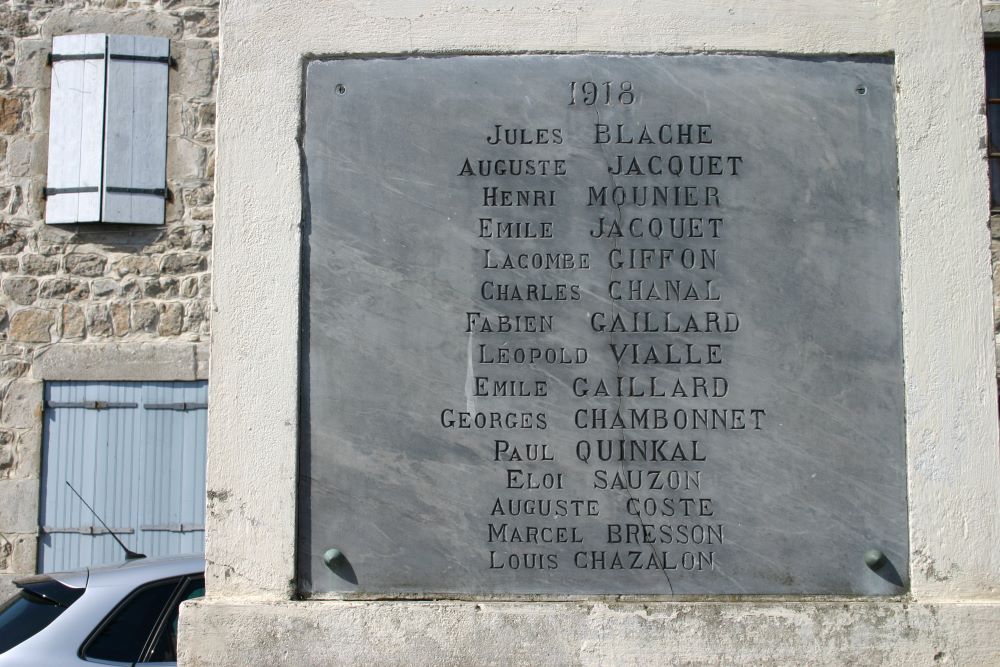 1918
JULES BLACHE
AUGUSTE JACQUET
HENRI MOUNIER
EMILE JACQUET
LACOMBE GIFFON
CHARLES CHANAL
FABIEN GAILLARD
LÉOPOLD VIALLE
EMILE GAILLARD
GEORGES CHAMBONNET
PAUL QUINKAL
ELOI SAUZON
AUGUSTE COSTE
MARCEL BRESSON
LOUIS CHAZALON